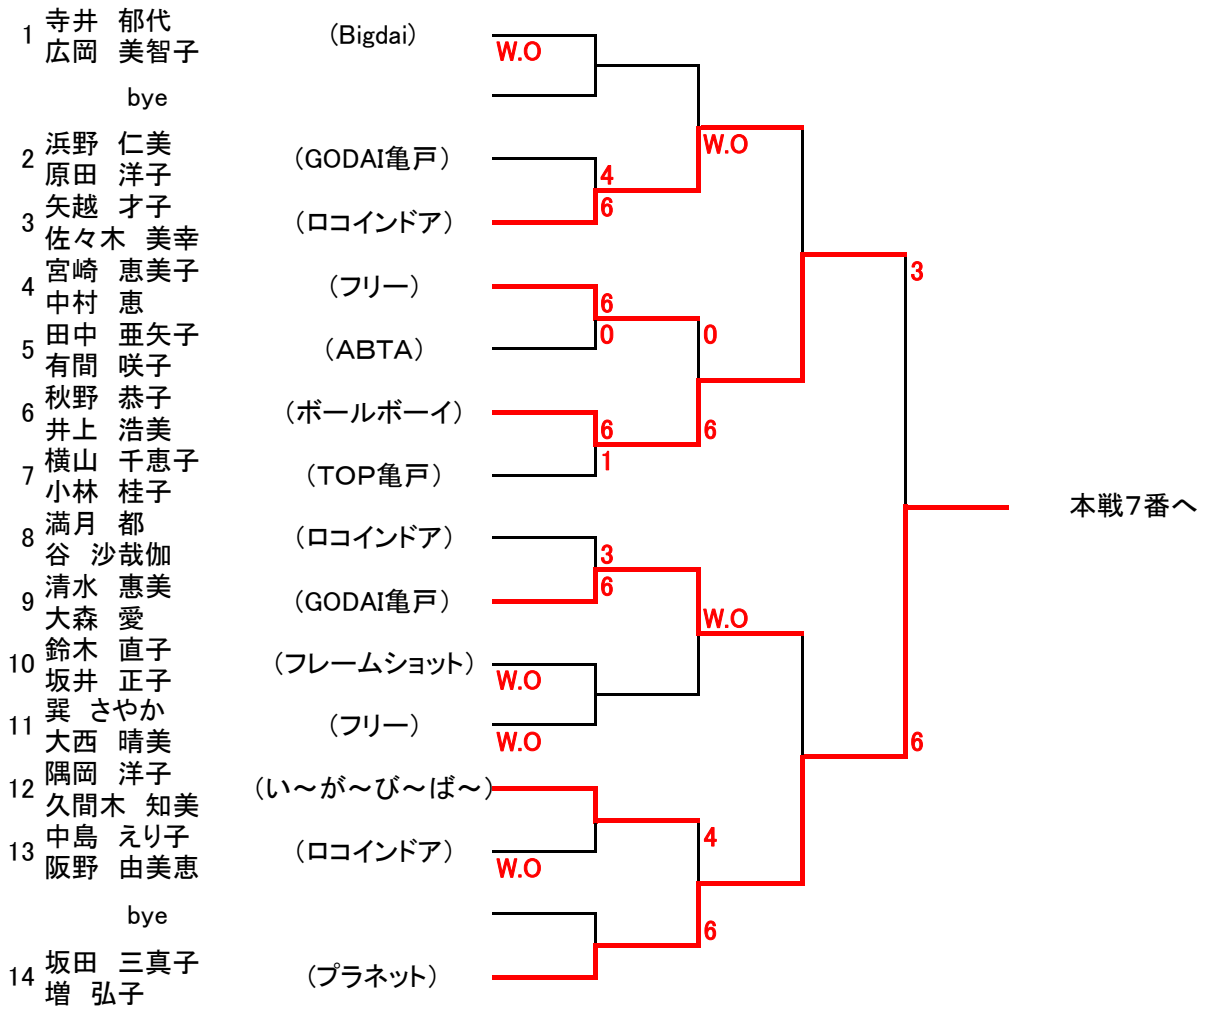 寺井　郁代
1 (Bigdai)
広岡　美智子
W.O
bye
浜野　仁美
2 (GODAI亀戸)
原田　洋子
W.O
4
矢越　才子
6
3 (ロコインドア)
佐々木　美幸
宮崎　恵美子
3
4 (フリー)
中村　恵
6
田中　亜矢子
0 0
5 (ABTA)
有間　咲子
秋野　恭子
6 (ボールボーイ)
井上　浩美
6 6
横山　千恵子
1
7 (TOP亀戸)
小林　桂子
本戦7番へ
満月　都
8 (ロコインドア)
谷　沙哉伽
3
清水　惠美
6
9 (GODAI亀戸)
大森　愛
W.O
鈴木　直子
10 (フレームショット)
坂井　正子
W.O
巽　さやか
11 (フリー)
大西　晴美
W.O 6
隅岡　洋子
12 (い～が～び～ば～)
久間木　知美
中島　えり子
4
13 (ロコインドア)
阪野　由美恵
W.O
bye
6
坂田　三真子
14 (プラネット)
増　弘子